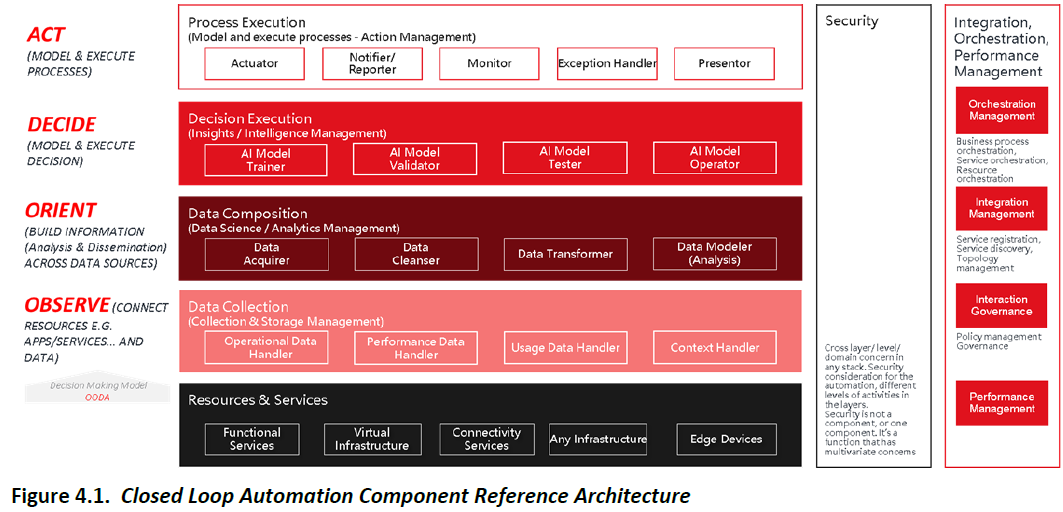 ACT
(MODEL & EXECUTE
PROCESSES)
Process Execution
(Model and execute processes - Action Management)
Actuator
Notifier/
Reporter
Monitor
Exception Handler
Presentor
DECIDE
(MODEL & EXECUTE
DECISION)
Decision Execution
(Insights / Intelligence Management)
AI Model
Trainer
AI Model
Validator
AI Model
Tester
AI Model
Operator
ORIENT
(BUILD INFORMATION
(Analysis & Dissemination)
ACROSS DATA SOURCES)
Data Composition
(Data Science / Analytics Management)
Data
Acquirer
Data
Cleanser
Data Transformer
Data Modeler
(Analysis)
OBSERVE (CONNECT
RESOURCES E.G.
APPS/SERVICES... AND
DATA)
Data Collection
(Collection & Storage Management)
Operational Data
Handler
Performance Data
Handler
Usage Data Handler
Context Handler
Decision Making Model
OODA
Resources & Services
Functional
Services
Virtual
Infrastructure
Connectivity
Services
Any Infrastructure
Edge Devices
Security
Cross layer/ level/
domain concern in
any stack. Security
consideration for the
automation, different
levels of activities in
the layers.
Security is not a
component, or one
component. It's a
function that has
multivariate concerns
Integration,
Orchestration,
Performance
Management
Orchestration
Management
Business process
orchestration,
Service orchestration,
Resource
orchestration
Integration
Management
Service registration,
Service discovery,
Topology
management
Interaction
Governance
Policy management
Governance
Performance
Management
Figure 4.1. Closed Loop Automation Component Reference Architecture